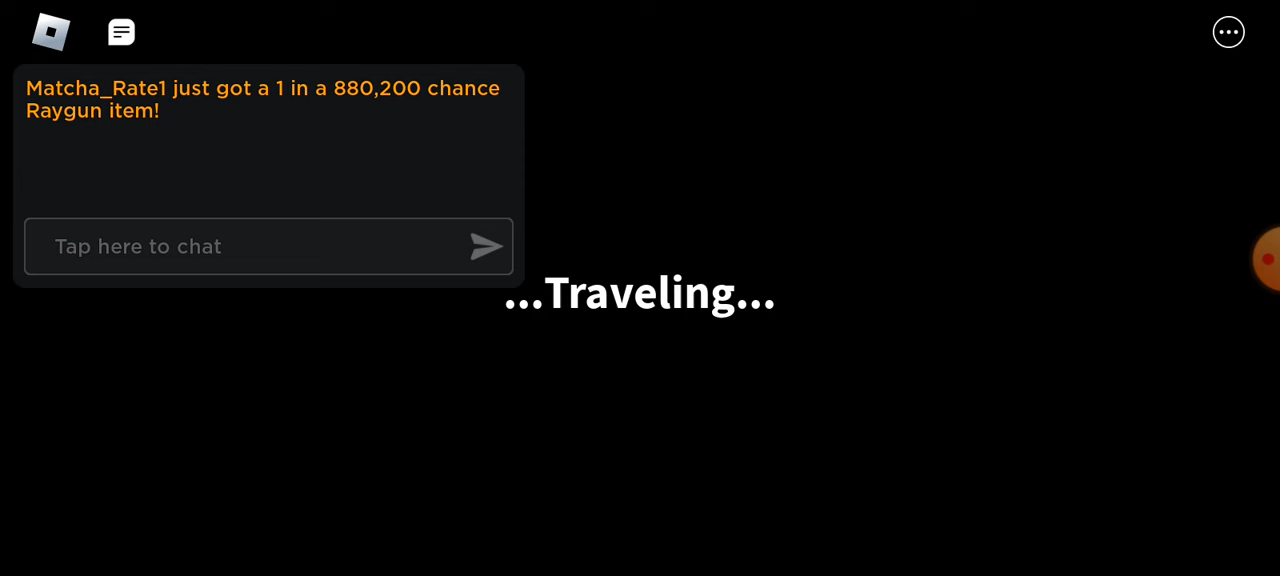 Matcha_Rate1 just got a 1 in a 880,200 chance
Raygun item!
Tap here to chat
...Traveling...